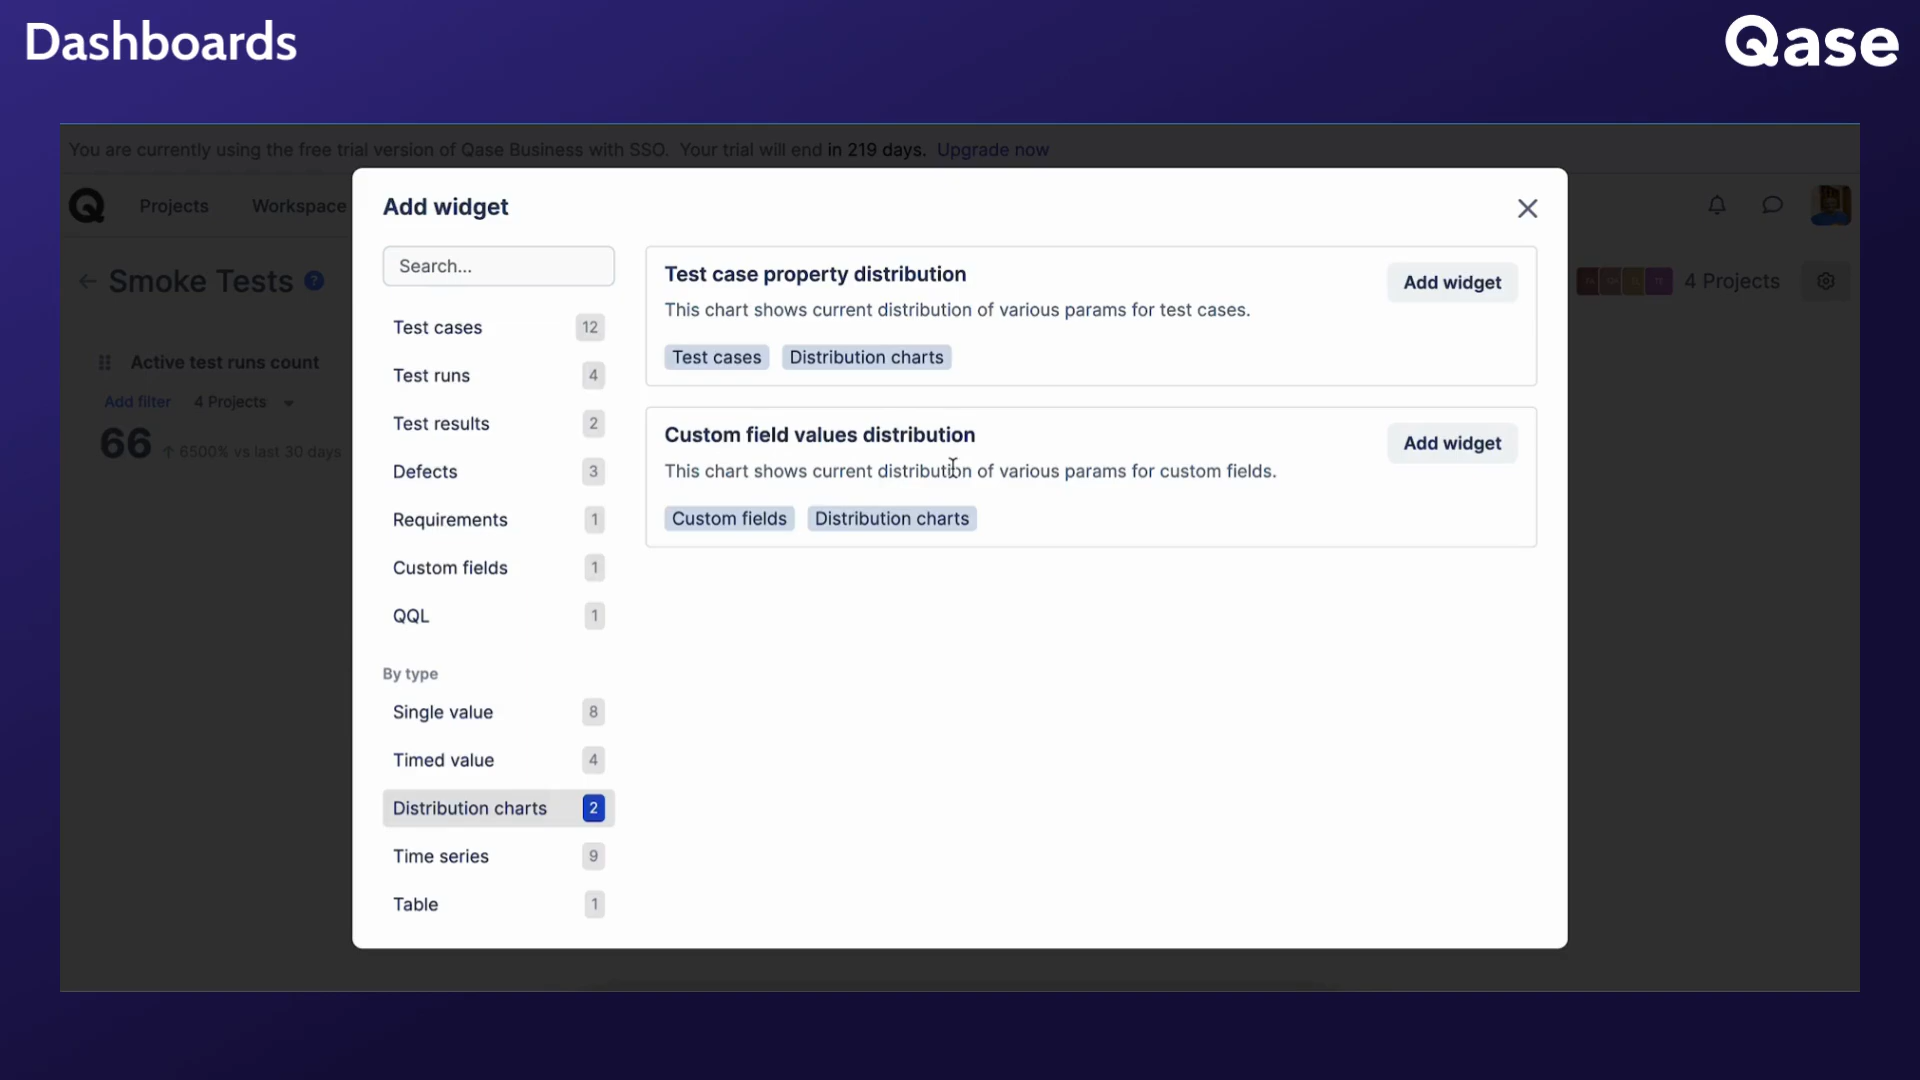 Dashboards
Qase
You are currently using the free trial version of Qase Business with SSO. Your trial will end in 219 days. Upgrade now
Projects
Workspace
Smoke Tests ?
4 Projects
Active test runs count
Add filter 4 Projects
66 ↑ 6500% vs last 30 days
Add widget
Search...
Test cases 12
Test runs 4
Test results 2
Defects 3
Requirements 1
Custom fields 1
QQL 1
By type
Single value 8
Timed value 4
Distribution charts 2
Time series 9
Table 1
Test case property distribution
Add widget
This chart shows current distribution of various params for test cases.
Test cases Distribution charts
Custom field values distribution
Add widget
This chart shows current distribution of various params for custom fields.
Custom fields Distribution charts